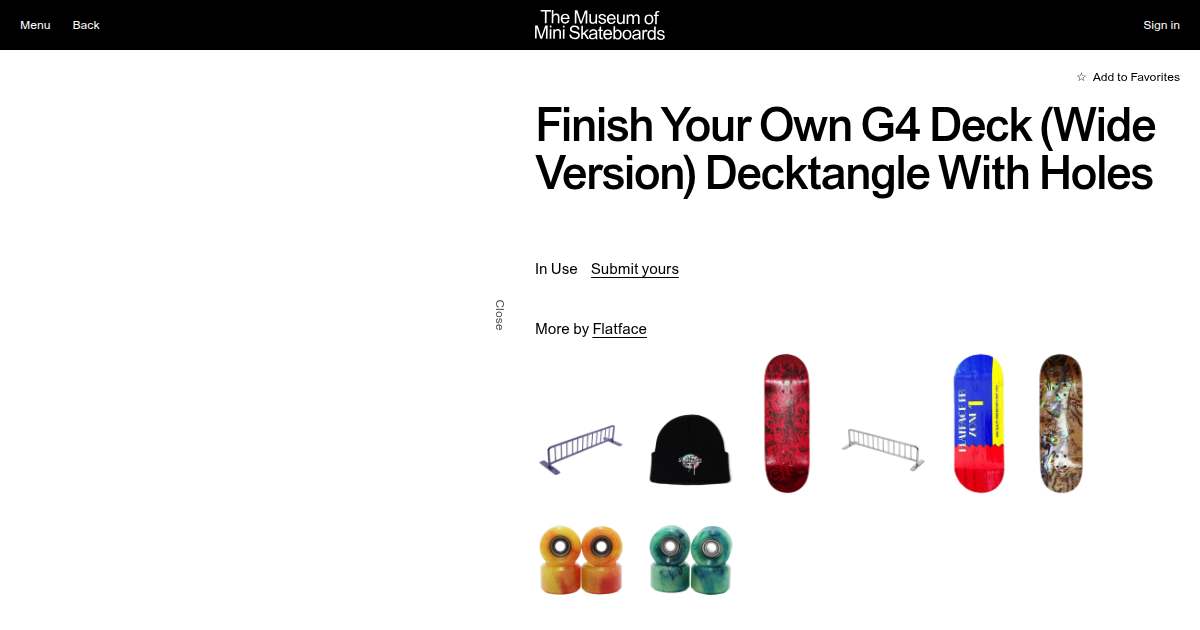 Menu
Back
The Museum of
Mini Skateboards
Sign in
☆ Add to Favorites
Finish Your Own G4 Deck (Wide
Version) Decktangle With Holes
In Use
Submit yours
Close
More by Flatface